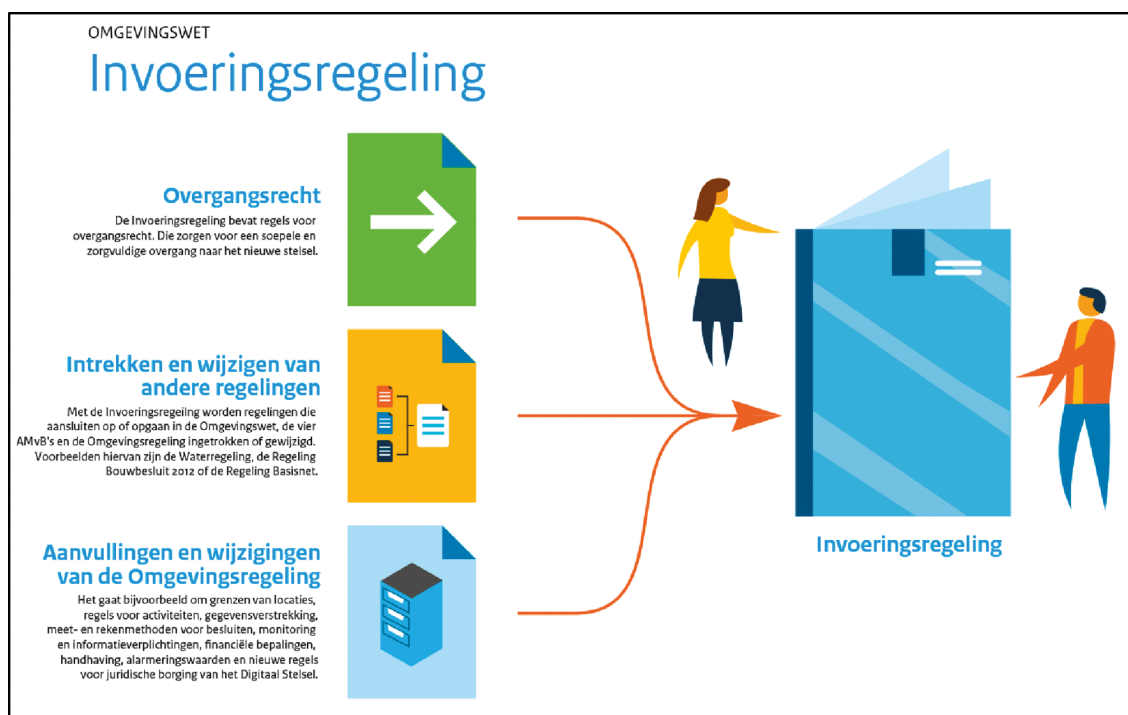 OMGEVINGSWET
Invoeringsregeling
Overgangsrecht
De Invoeringsregeling bevat regels voor
overgangsrecht. Die zorgen voor een soepele en
zorgvuldige overgang naar het nieuwe stelsel.
Intrekken en wijzigen van
andere regelingen
Met de Invoeringsregeilng worden regelingen die
aansluiten op of opgaan in de Omgevingswet, de vier
AMvB's en de Omgevingsregeling ingetrokken of gewijzigd.
Voorbeelden hiervan zijn de Waterregeling, de Regeling
Bouwbesluit 2012 of de Regeling Basisnet.
Aanvullingen en wijzigingen
van de Omgevingsregeling
Het gaat bijvoorbeeld om grenzen van locaties,
regels voor activiteiten, gegevensverstrekking,
meet- en rekenmethoden voor besluiten, monitoring
en informatieverplichtingen, financiële bepalingen,
handhaving, alarmeringswaarden en nieuwe regels
voor juridische borging van het Digitaal Stelsel.
Invoeringsregeling